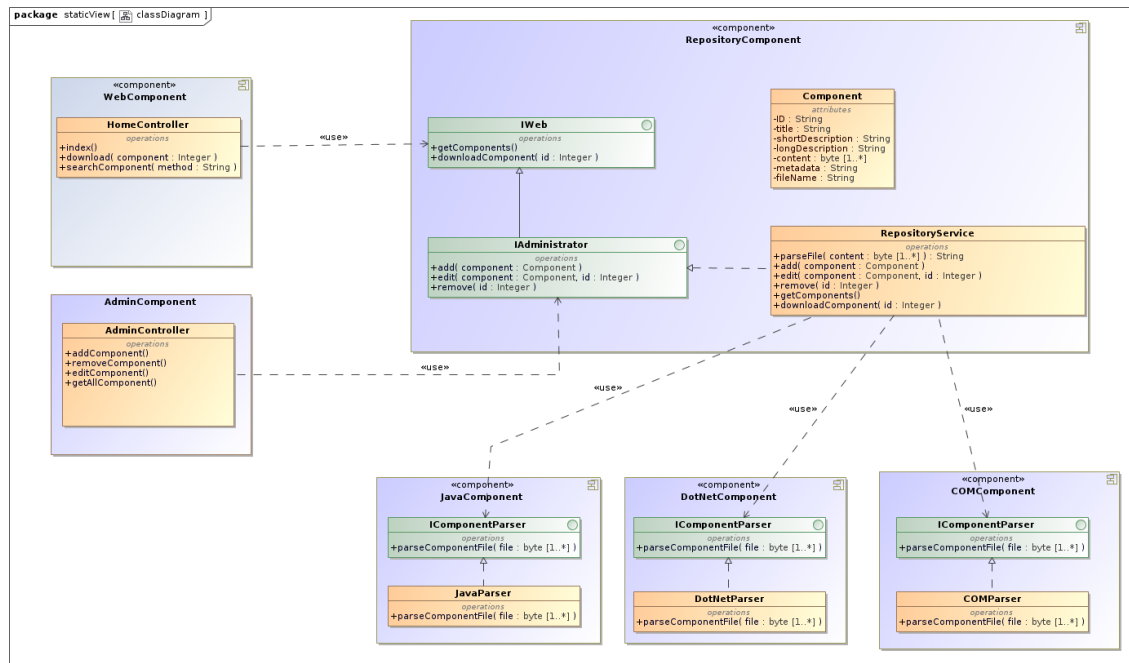 package staticView [ classDiagram ]
«component»
RepositoryComponent
«component»
WebComponent
HomeController
operations
+index()
+download( component : Integer )
+searchComponent( method : String )
«use»
IWeb
operations
+getComponents()
+downloadComponent( id : Integer )
Component
attributes
-ID : String
-title : String
-shortDescription : String
-longDescription : String
-content : byte [1..*]
-metadata : String
-fileName : String
IAdministrator
operations
+add( component : Component )
+edit( component : Component, id : Integer )
+remove( id : Integer )
RepositoryService
operations
+parseFile( content : byte [1..*] ) : String
+add( component : Component )
+edit( component : Component, id : Integer )
+remove( id : Integer )
+getComponents()
+downloadComponent( id : Integer )
AdminComponent
AdminController
operations
+addComponent()
+removeComponent()
+editComponent()
+getAllComponent()
«use»
«use»
«use»
«use»
«component»
JavaComponent
IComponentParser
operations
+parseComponentFile( file : byte [1..*] )
JavaParser
operations
+parseComponentFile( file : byte [1..*] )
«component»
DotNetComponent
IComponentParser
operations
+parseComponentFile( file : byte [1..*] )
DotNetParser
operations
+parseComponentFile( file : byte [1..*] )
«component»
COMComponent
IComponentParser
operations
+parseComponentFile( file : byte [1..*] )
COMParser
operations
+parseComponentFile( file : byte [1..*] )